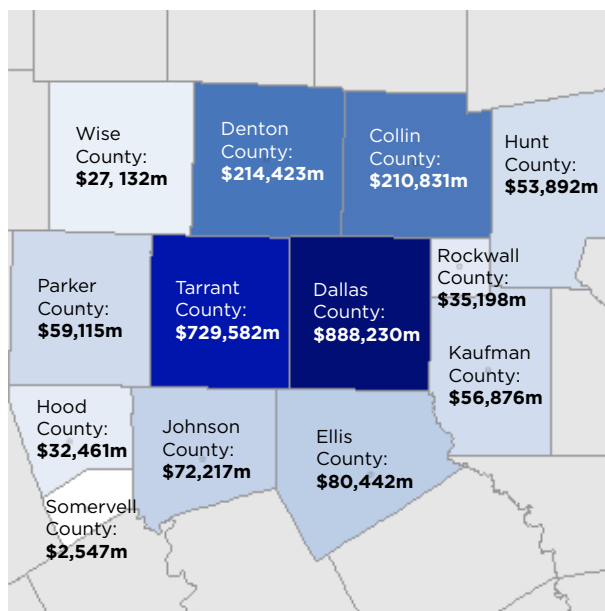 Wise
County:
$27, 132m
Denton
County:
$214,423m
Collin
County:
$210,831m
Hunt
County:
$53,892m
Parker
County:
$59,115m
Tarrant
County:
$729,582m
Dallas
County:
$888,230m
Rockwall
County:
$35,198m
Kaufman
County:
$56,876m
Hood
County:
$32,461m
Johnson
County:
$72,217m
Ellis
County:
$80,442m
Somervell
County:
$2,547m